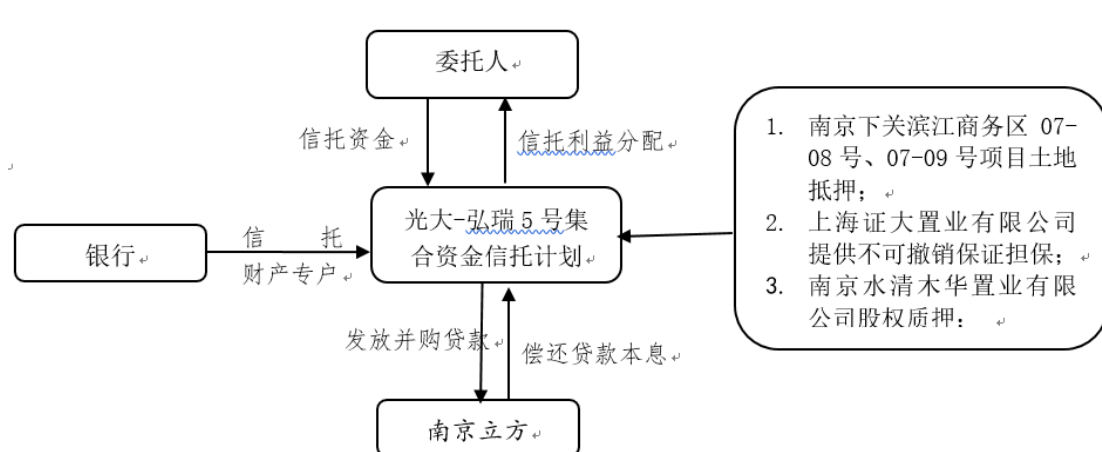 委托人
信托资金
信托利益分配
1. 南京下关滨江商务区 07-
08 号、07-09 号项目土地
抵押；
2. 上海证大置业有限公司
提供不可撤销保证担保；
3. 南京水清木华置业有限
公司股权质押：
光大-弘瑞 5 号集
合资金信托计划
银行
信 托
财产专户
发放并购贷款
偿还贷款本息
南京立方